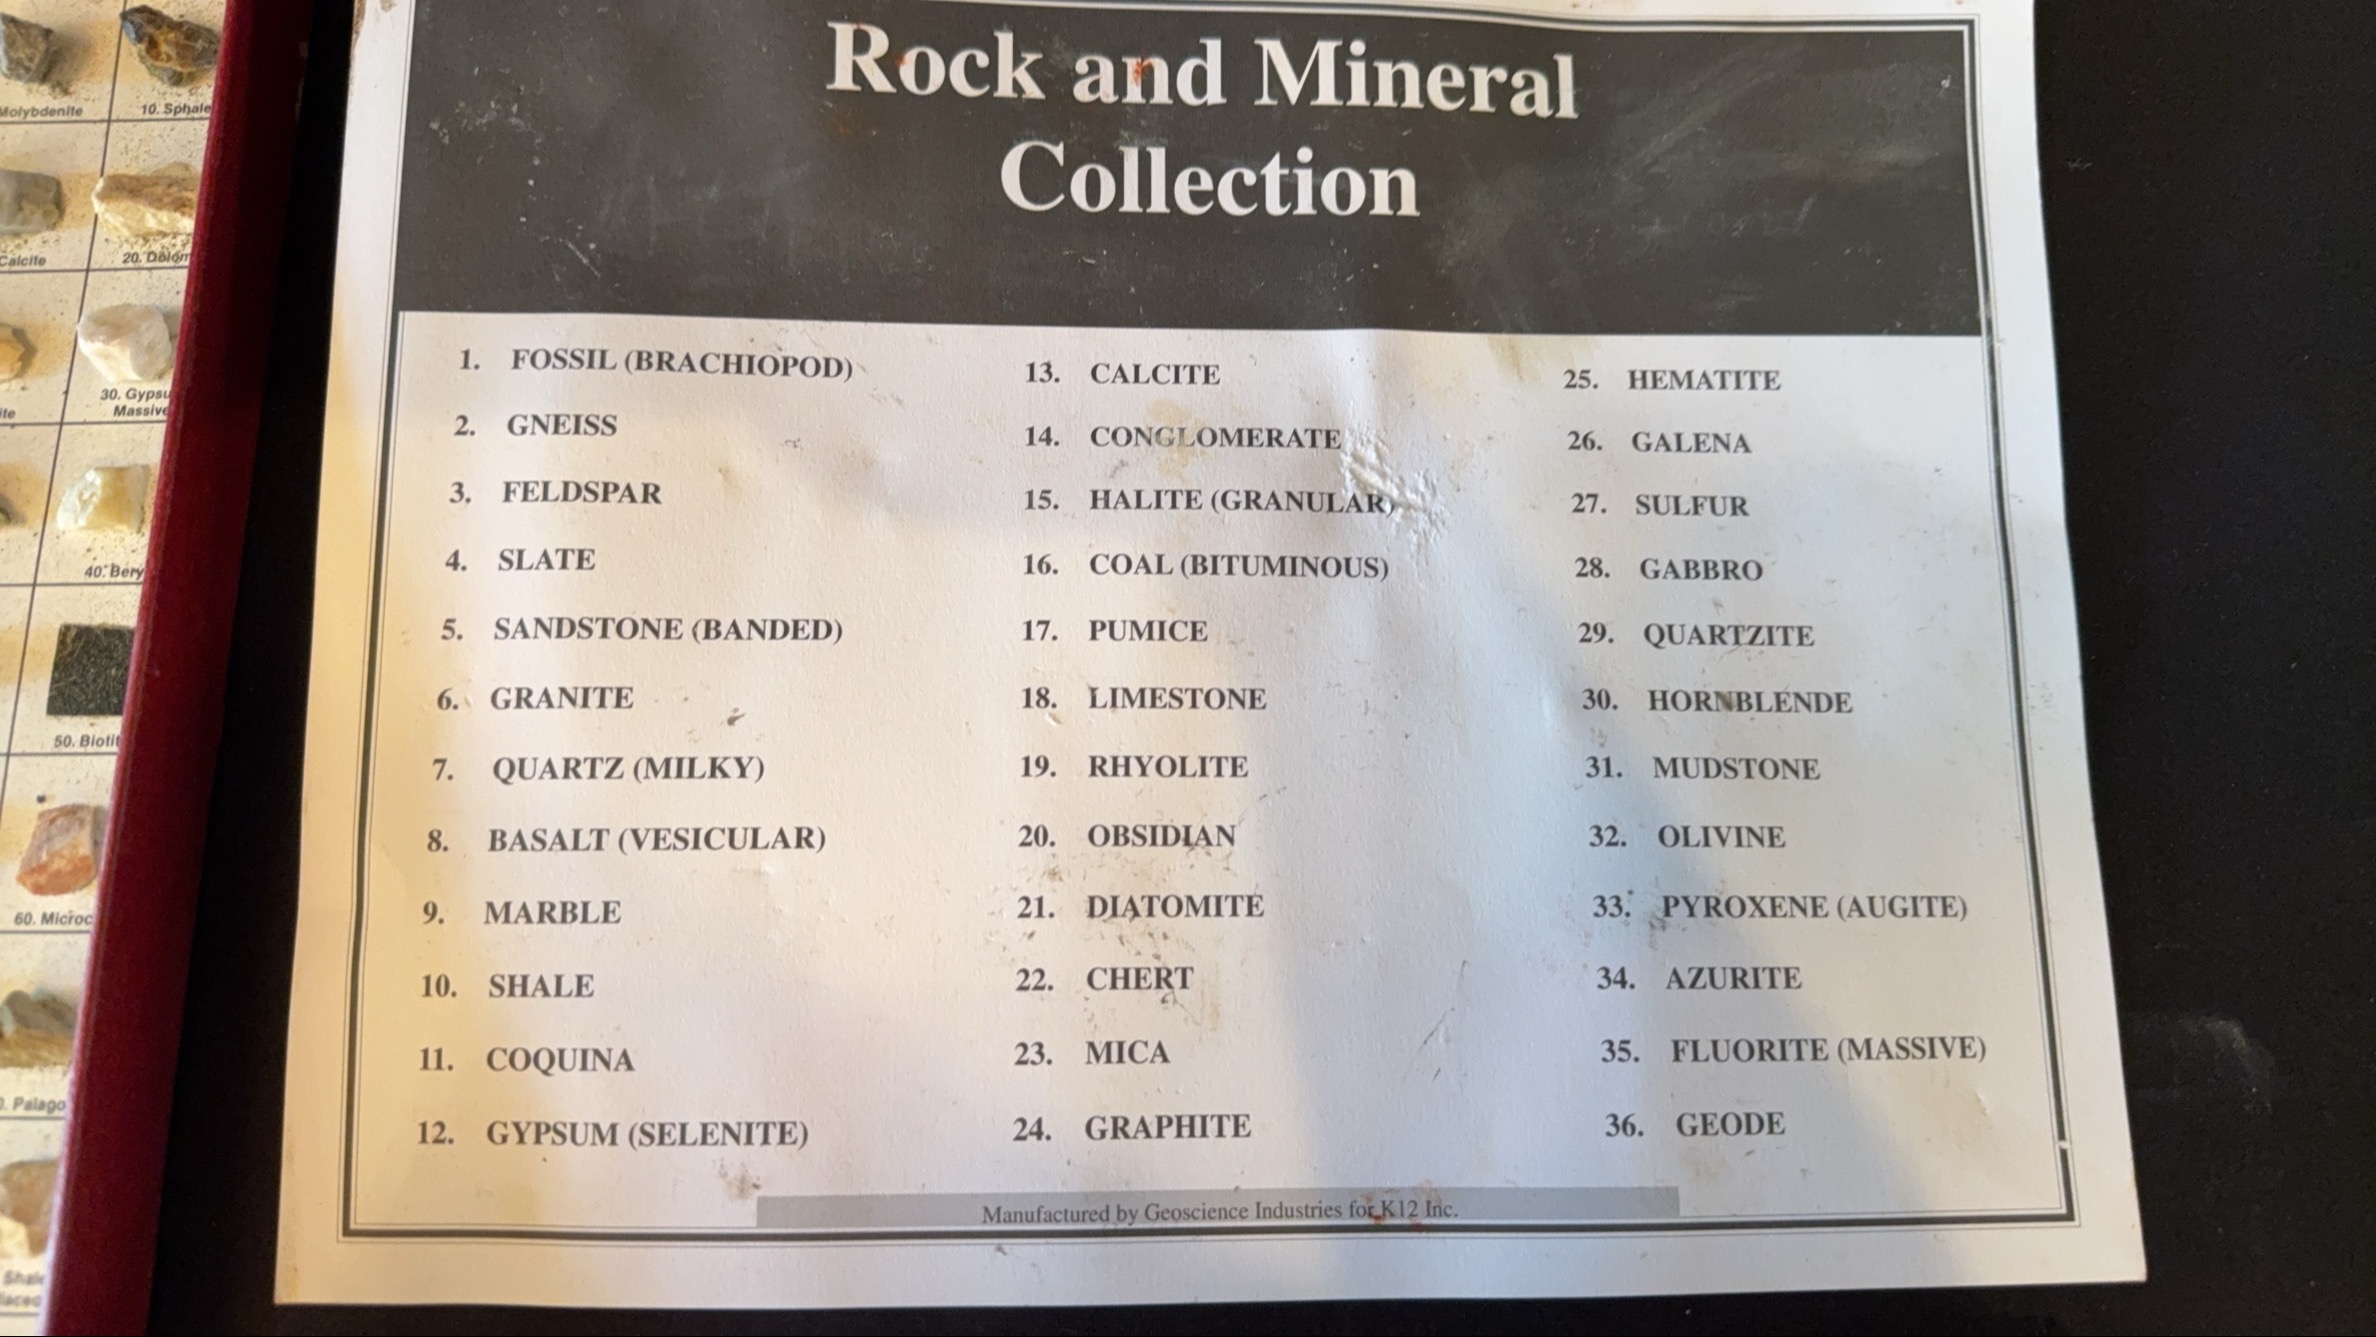 Rock and Mineral
Collection
1. FOSSIL (BRACHIOPOD)
2. GNEISS
3. FELDSPAR
4. SLATE
5. SANDSTONE (BANDED)
6. GRANITE
7. QUARTZ (MILKY)
8. BASALT (VESICULAR)
9. MARBLE
10. SHALE
11. COQUINA
12. GYPSUM (SELENITE)
13. CALCITE
14. CONGLOMERATE
15. HALITE (GRANULAR)
16. COAL (BITUMINOUS)
17. PUMICE
18. LIMESTONE
19. RHYOLITE
20. OBSIDIAN
21. DIATOMITE
22. CHERT
23. MICA
24. GRAPHITE
25. HEMATITE
26. GALENA
27. SULFUR
28. GABBRO
29. QUARTZITE
30. HORNBLENDE
31. MUDSTONE
32. OLIVINE
33. PYROXENE (AUGITE)
34. AZURITE
35. FLUORITE (MASSIVE)
36. GEODE
Manufactured by Geoscience Industries for K12 Inc.
Molybdenite
10. Sphale
Calcite
20. Dolom
30. Gypsu
Massive
40. Bery
50. Biotit
60. Microc
Palago
Shale